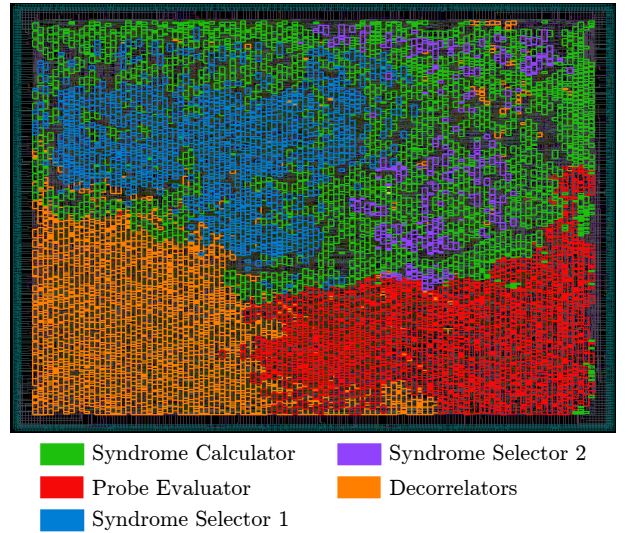 Syndrome Calculator
Syndrome Selector 2
Probe Evaluator
Decorrelators
Syndrome Selector 1